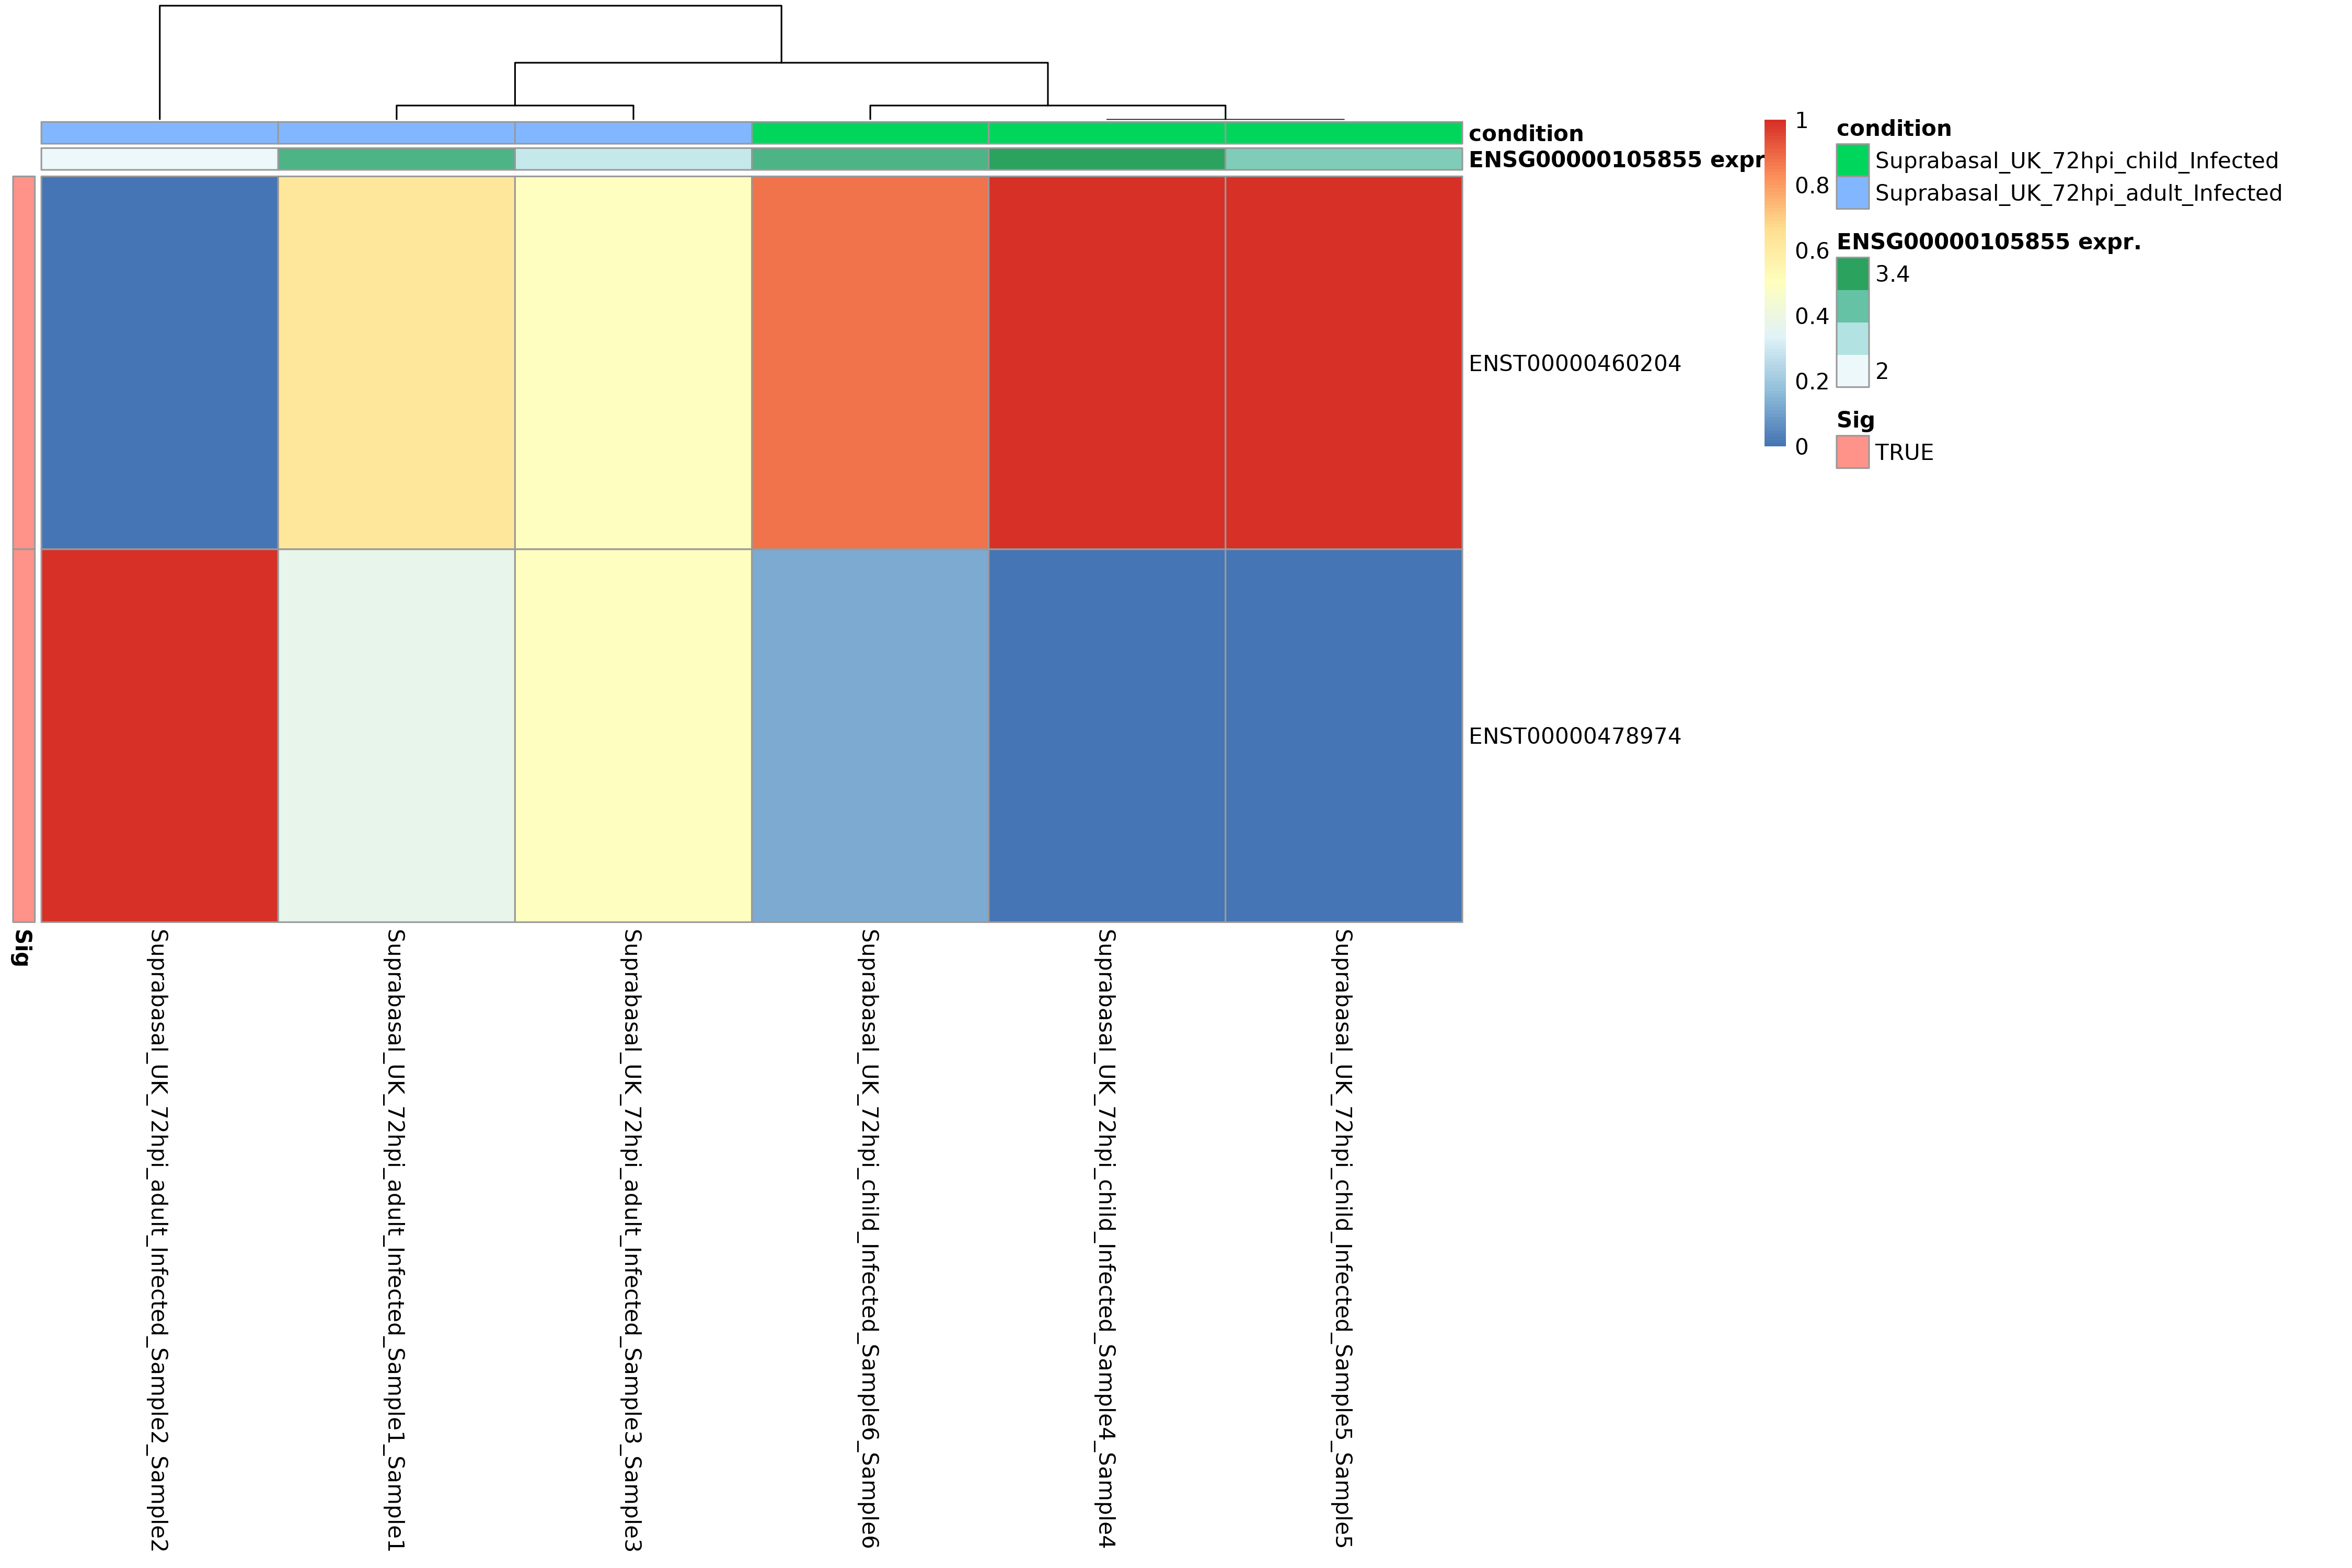 condition
ENSG00000105855 expr
ENST00000460204
ENST00000478974
1
0.8
0.6
0.4
0.2
0
condition
Suprabasal_UK_72hpi_child_Infected
Suprabasal_UK_72hpi_adult_Infected
ENSG00000105855 expr.
3.4
2
Sig
TRUE
Sig
Suprabasal_UK_72hpi_adult_Infected_Sample2_Sample2
Suprabasal_UK_72hpi_adult_Infected_Sample1_Sample1
Suprabasal_UK_72hpi_adult_Infected_Sample3_Sample3
Suprabasal_UK_72hpi_child_Infected_Sample6_Sample6
Suprabasal_UK_72hpi_child_Infected_Sample4_Sample4
Suprabasal_UK_72hpi_child_Infected_Sample5_Sample5